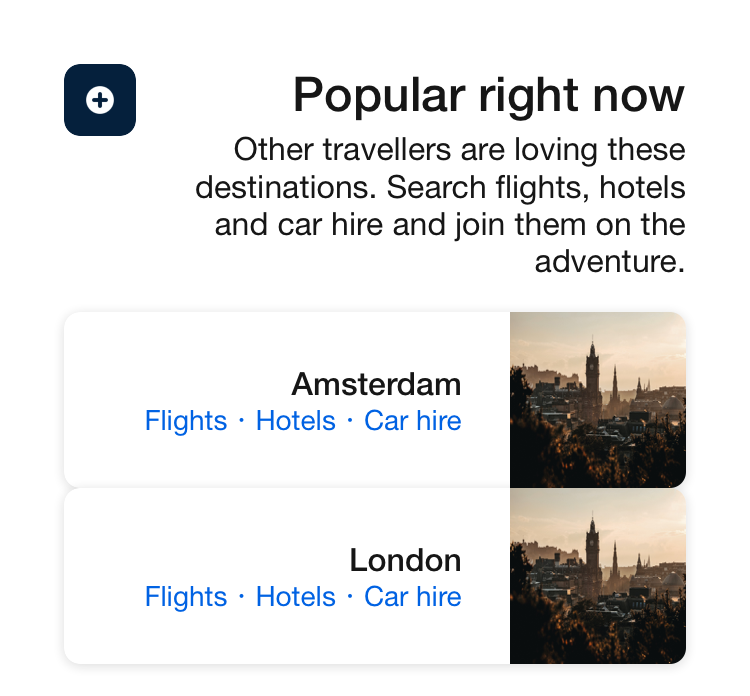 Popular right now
Other travellers are loving these
destinations. Search flights, hotels
and car hire and join them on the
adventure.
Amsterdam
Flights · Hotels · Car hire
London
Flights · Hotels · Car hire